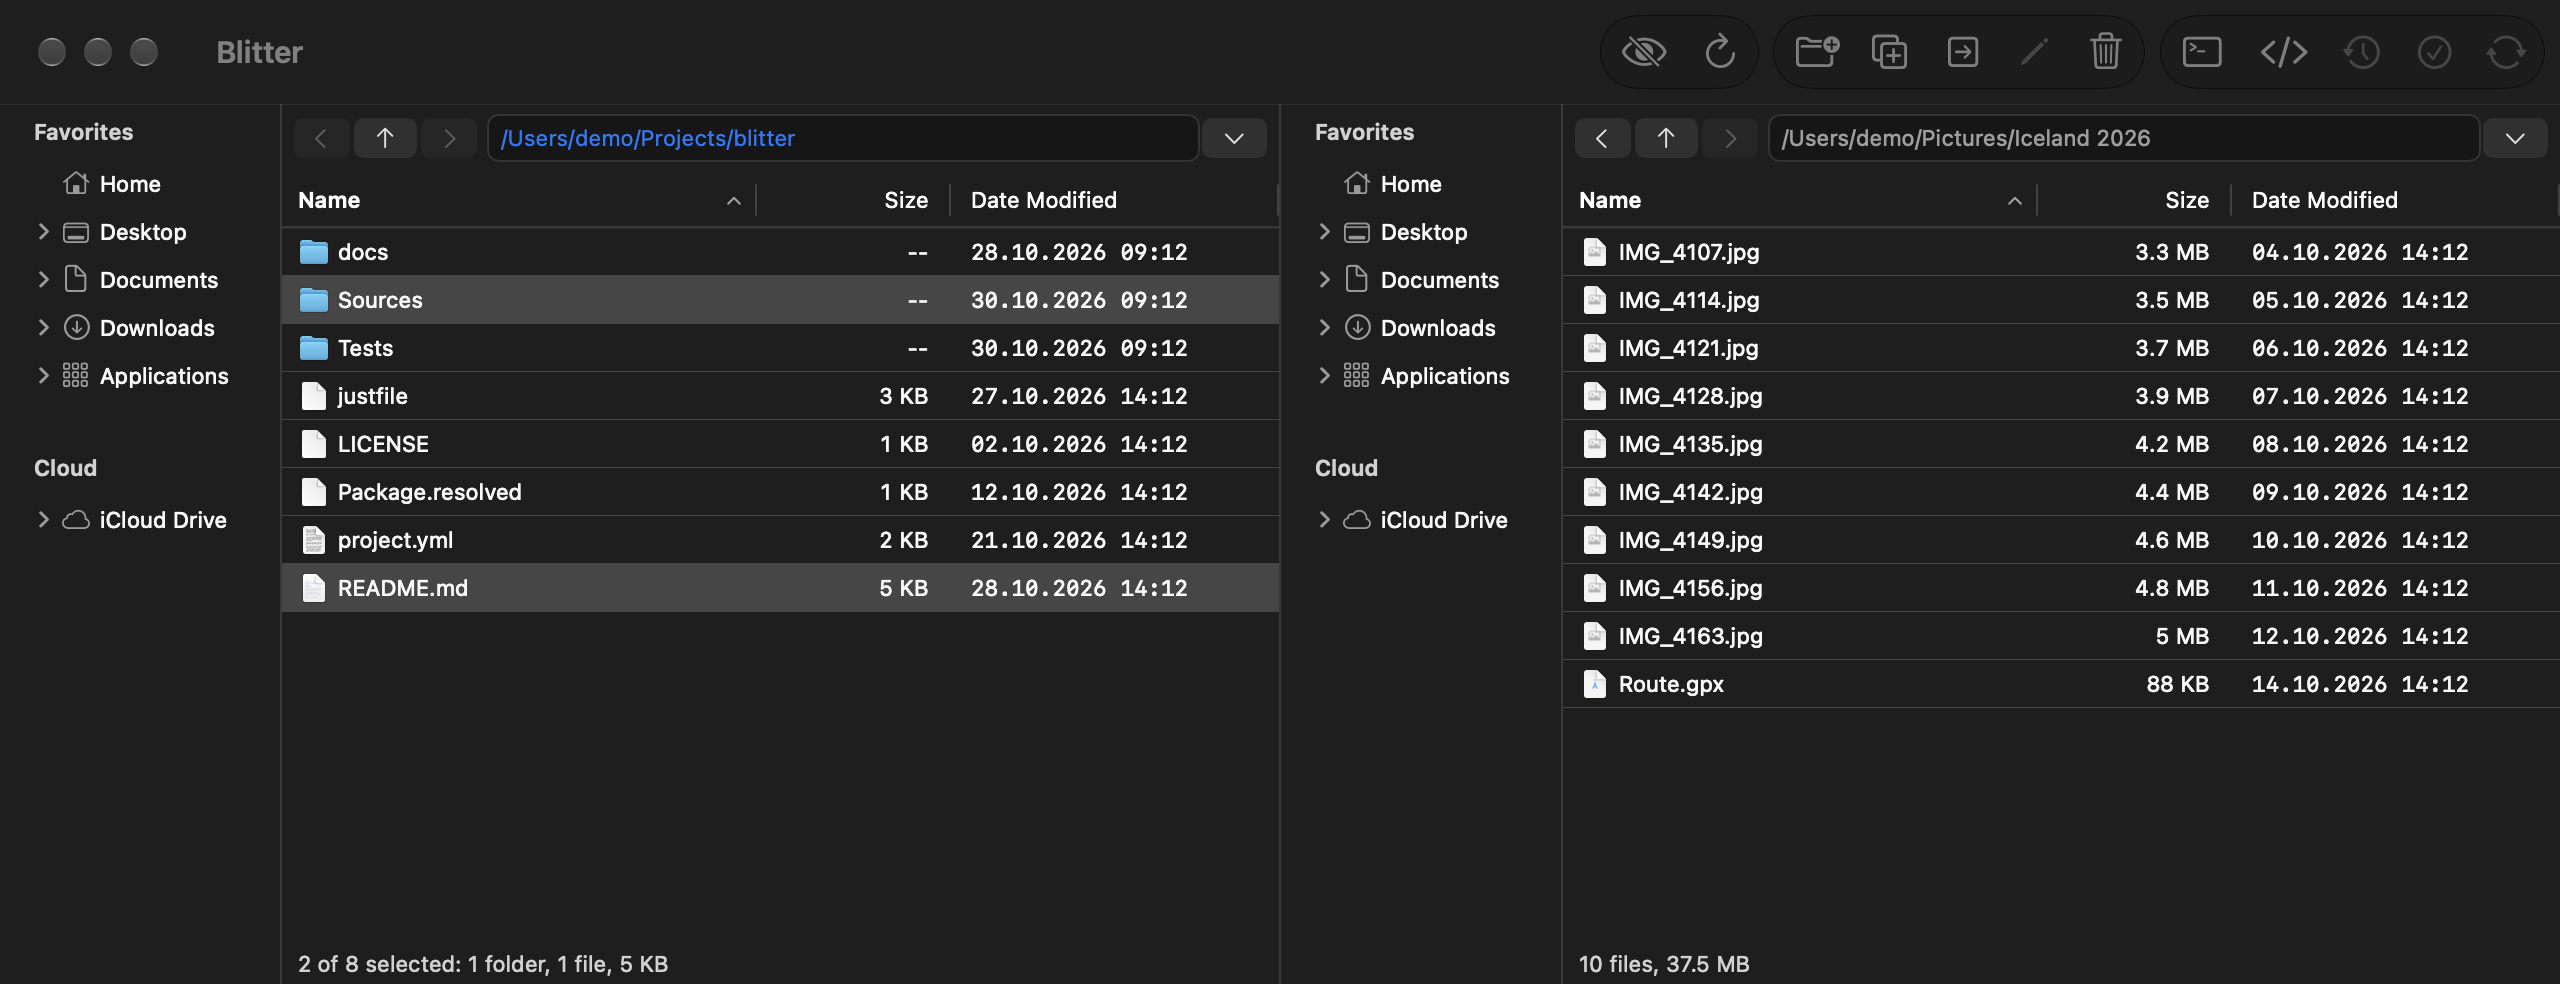 Blitter
Favorites
Home
Desktop
Documents
Downloads
Applications
Cloud
iCloud Drive
/Users/demo/Projects/blitter
Name Size Date Modified
docs -- 28.10.2026 09:12
Sources -- 30.10.2026 09:12
Tests -- 30.10.2026 09:12
justfile 3 KB 27.10.2026 14:12
LICENSE 1 KB 02.10.2026 14:12
Package.resolved 1 KB 12.10.2026 14:12
project.yml 2 KB 21.10.2026 14:12
README.md 5 KB 28.10.2026 14:12
2 of 8 selected: 1 folder, 1 file, 5 KB
Favorites
Home
Desktop
Documents
Downloads
Applications
Cloud
iCloud Drive
/Users/demo/Pictures/Iceland 2026
Name Size Date Modified
IMG_4107.jpg 3.3 MB 04.10.2026 14:12
IMG_4114.jpg 3.5 MB 05.10.2026 14:12
IMG_4121.jpg 3.7 MB 06.10.2026 14:12
IMG_4128.jpg 3.9 MB 07.10.2026 14:12
IMG_4135.jpg 4.2 MB 08.10.2026 14:12
IMG_4142.jpg 4.4 MB 09.10.2026 14:12
IMG_4149.jpg 4.6 MB 10.10.2026 14:12
IMG_4156.jpg 4.8 MB 11.10.2026 14:12
IMG_4163.jpg 5 MB 12.10.2026 14:12
Route.gpx 88 KB 14.10.2026 14:12
10 files, 37.5 MB